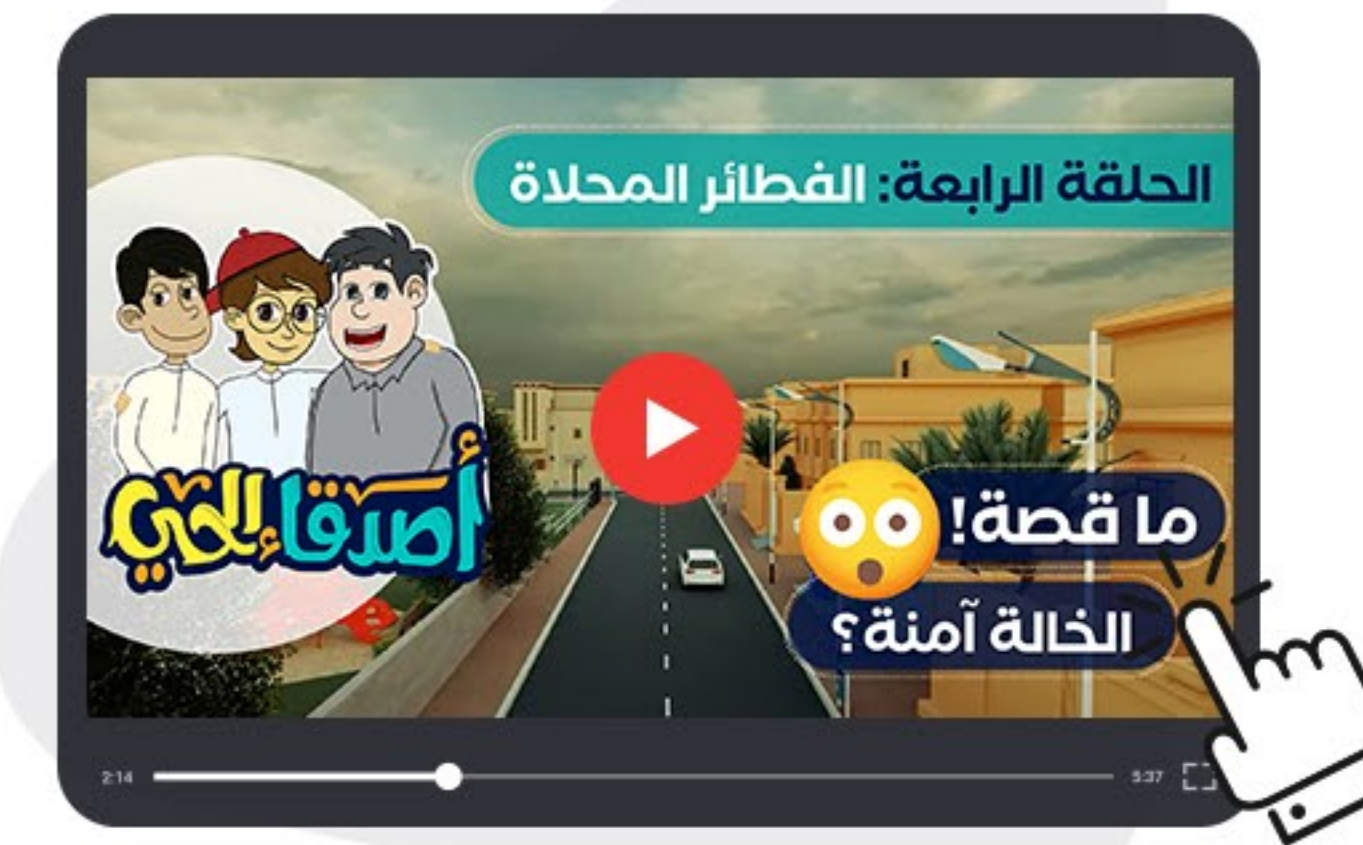 الحلقة الرابعة: الفطائر المحلاة
أصدقاء الحي
ما قصة!
الخالة آمنة؟
2:14
5:37